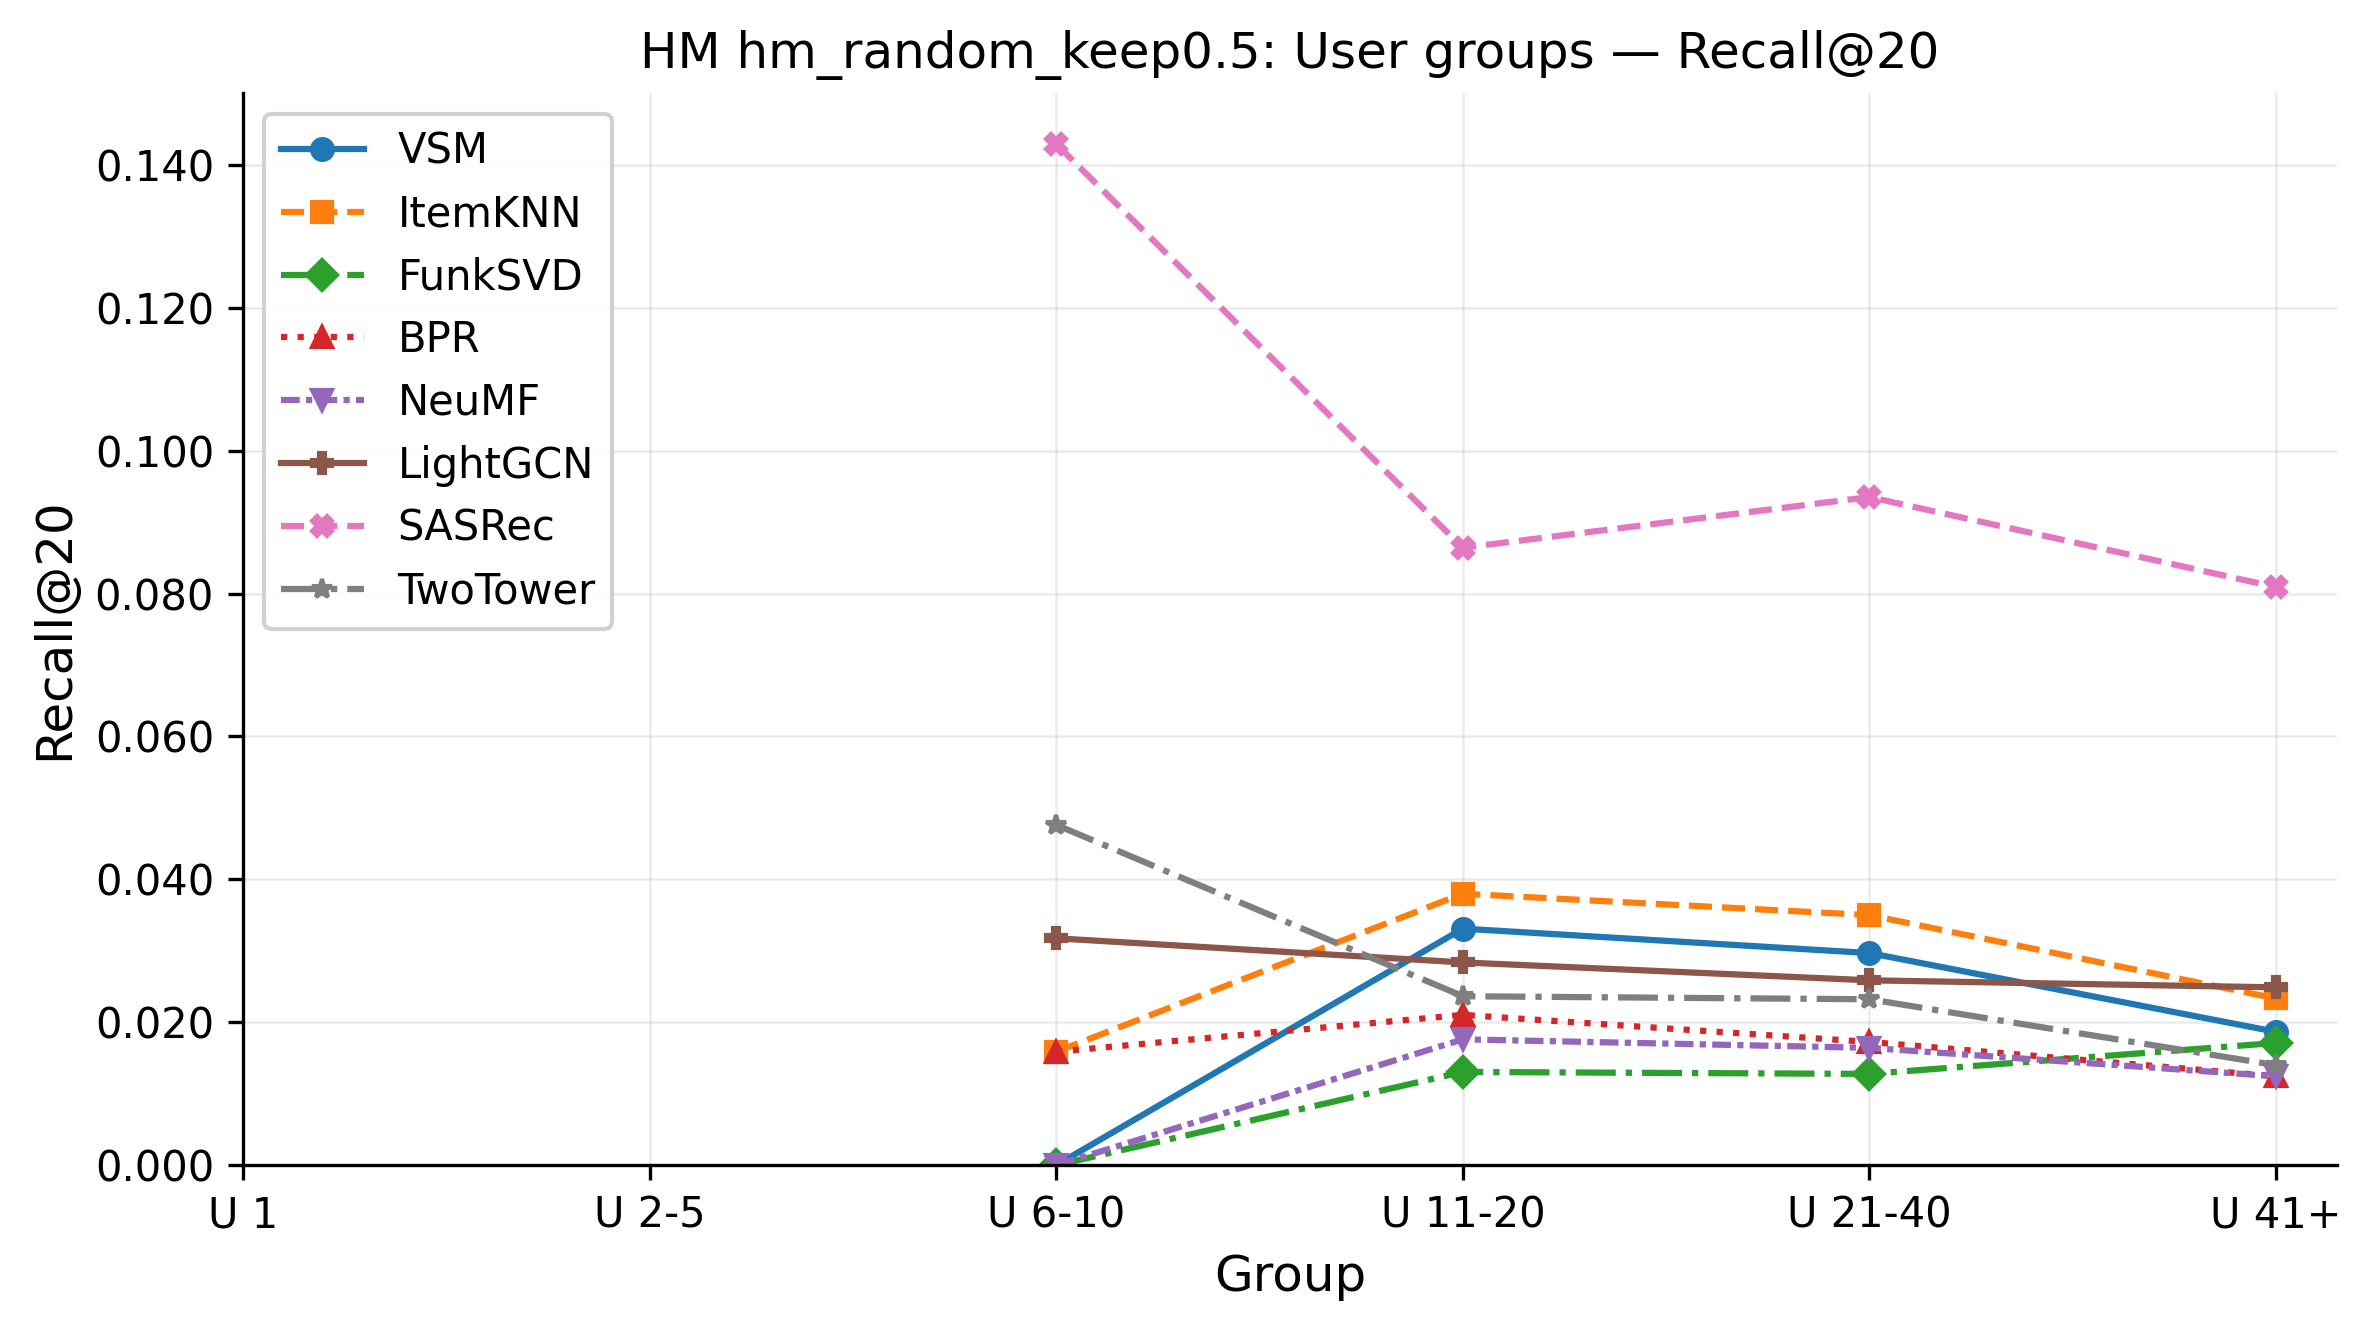 HM hm_random_keep0.5: User groups — Recall@20
VSM
ItemKNN
FunkSVD
BPR
NeuMF
LightGCN
SASRec
TwoTower
Recall@20
0.140
0.120
0.100
0.080
0.060
0.040
0.020
0.000
U 1
U 2-5
U 6-10
U 11-20
U 21-40
U 41+
Group